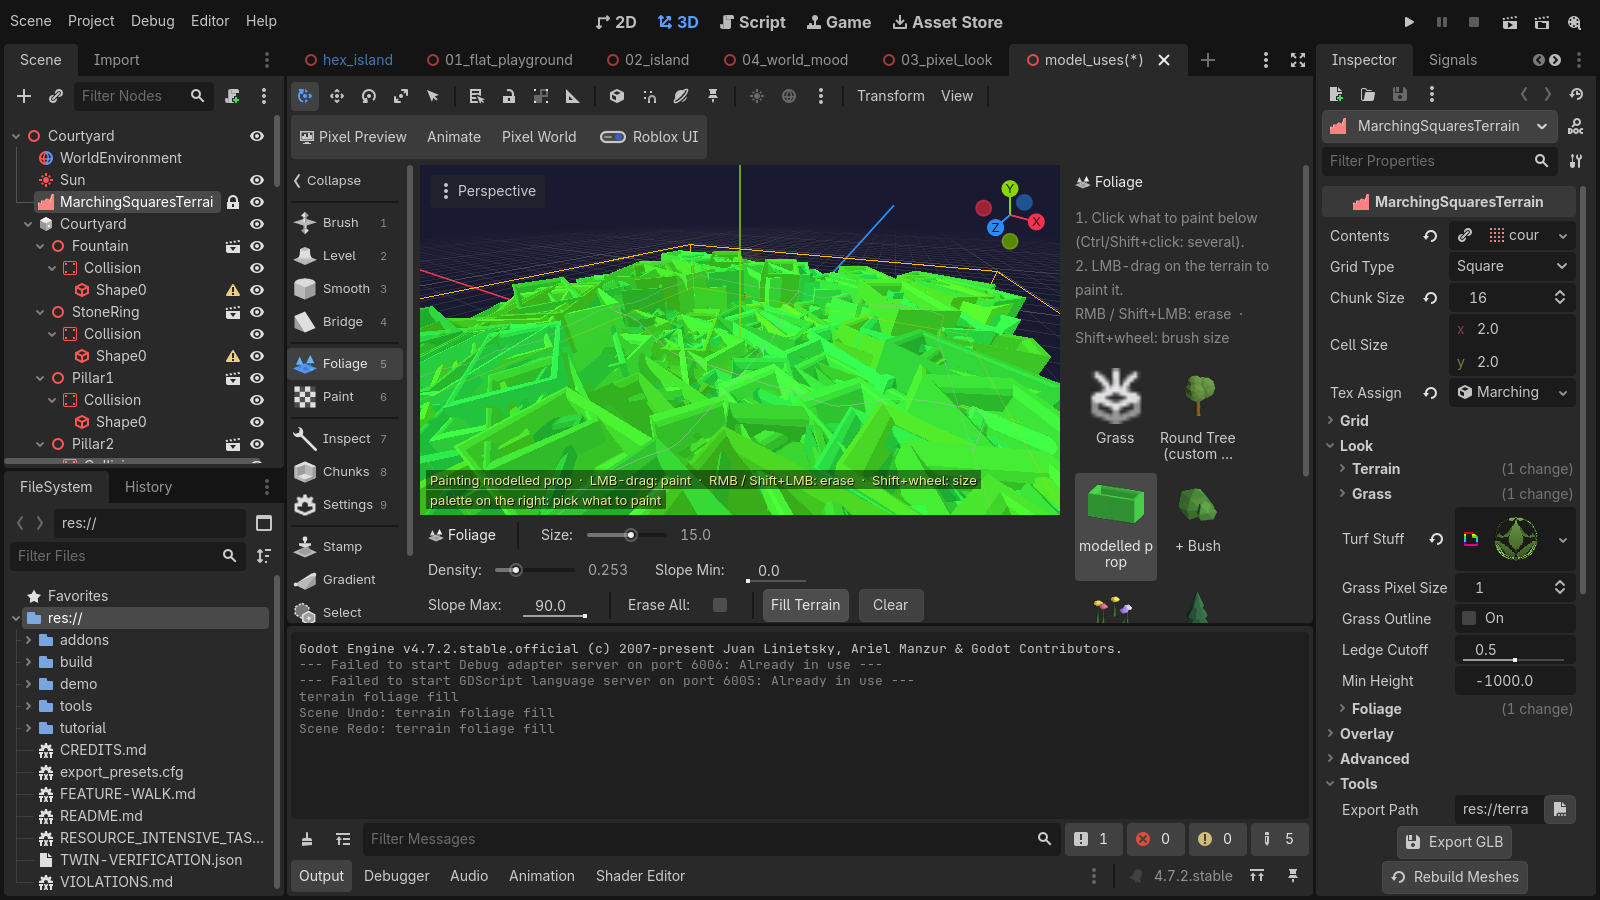 Scene Project Debug Editor Help
2D 3D Script Game Asset Store
Scene Import
hex_island 01_flat_playground 02_island 04_world_mood 03_pixel_look model_uses(*)
Inspector Signals
Filter Nodes
Transform View
MarchingSquaresTerrain
DOC
Filter Properties
Pixel Preview Animate Pixel World Roblox UI
Courtyard
WorldEnvironment
Sun
MarchingSquaresTerrai
Courtyard
Fountain
Collision
Shape0
StoneRing
Collision
Shape0
Pillar1
Collision
Shape0
Pillar2
Collapse
Brush 1
Level 2
Smooth 3
Bridge 4
Foliage 5
Paint 6
Inspect 7
Chunks 8
Settings 9
Stamp
Gradient
Select
Perspective
Y
X
Z
Painting modelled prop · LMB-drag: paint · RMB / Shift+LMB: erase · Shift+wheel: size
palette on the right: pick what to paint
Foliage
1. Click what to paint below
(Ctrl/Shift+click: several).
2. LMB-drag on the terrain to
paint it.
RMB / Shift+LMB: erase ·
Shift+wheel: brush size
Grass
Round Tree
(custom ...
modelled p
rop
+ Bush
Foliage Size: 15.0
Density: 0.253 Slope Min: 0.0
Slope Max: 90.0 Erase All: Fill Terrain Clear
MarchingSquaresTerrain
Contents cour
Grid Type Square
Chunk Size 16
Cell Size
x 2.0
y 2.0
Tex Assign Marching
Grid
Look
Terrain (1 change)
Grass (1 change)
Turf Stuff
Grass Pixel Size 1
Grass Outline On
Ledge Cutoff 0.5
Min Height -1000.0
Foliage (1 change)
Overlay
Advanced
Tools
Export Path res://terra
Export GLB
Rebuild Meshes
FileSystem History
res://
Filter Files
Favorites
res://
addons
build
demo
tools
tutorial
CREDITS.md
export_presets.cfg
FEATURE-WALK.md
README.md
RESOURCE_INTENSIVE_TAS...
TWIN-VERIFICATION.json
VIOLATIONS.md
Godot Engine v4.7.2.stable.official (c) 2007-present Juan Linietsky, Ariel Manzur & Godot Contributors.
--- Failed to start Debug adapter server on port 6006: Already in use ---
--- Failed to start GDScript language server on port 6005: Already in use ---
terrain foliage fill
Scene Undo: terrain foliage fill
Scene Redo: terrain foliage fill
Filter Messages 1 0 0 5
Output Debugger Audio Animation Shader Editor 4.7.2.stable